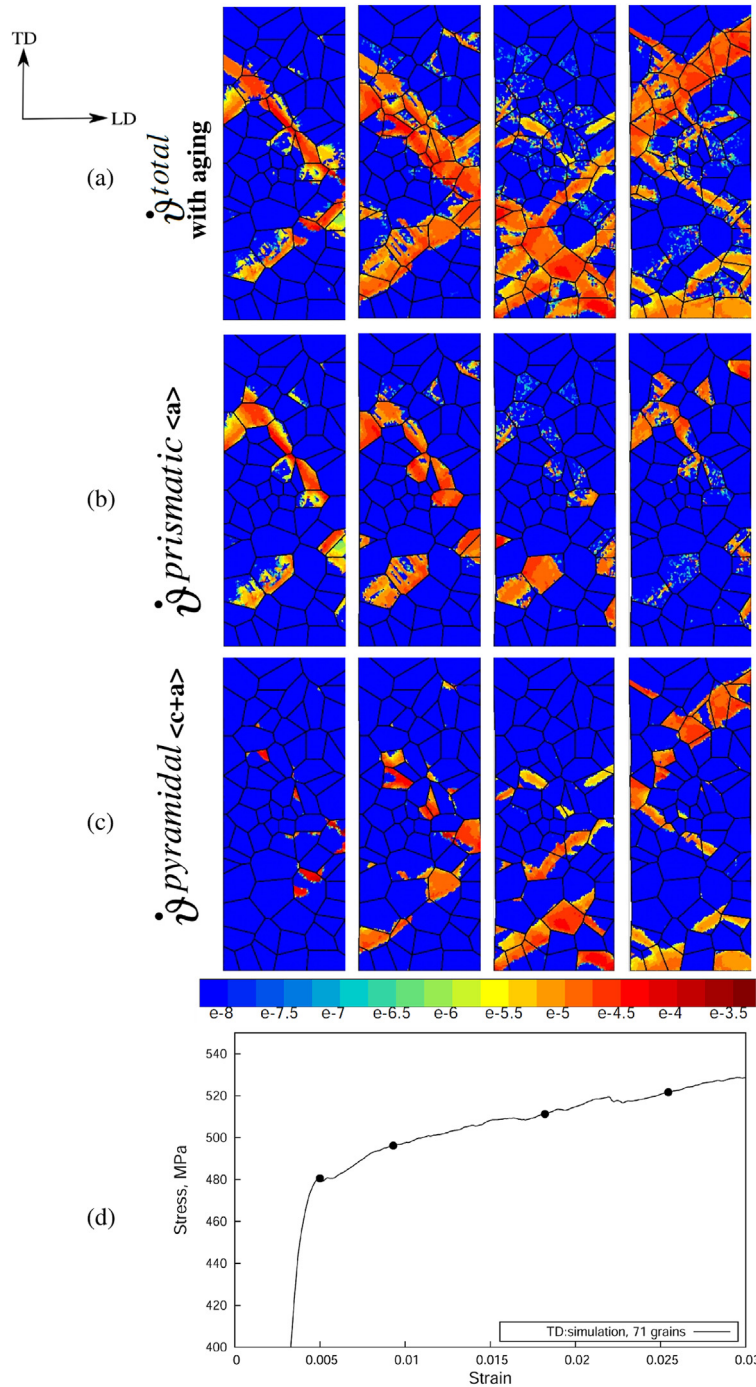 TD
LD
(a)
ϑ̇ total
with aging
(b)
ϑ̇ prismatic <a>
(c)
ϑ̇ pyramidal <c+a>
e-8 e-7.5 e-7 e-6.5 e-6 e-5.5 e-5 e-4.5 e-4 e-3.5
(d)
Stress, MPa
540
520
500
480
460
440
420
400
0 0.005 0.01 0.015 0.02 0.025 0.03
Strain
TD:simulation, 71 grains